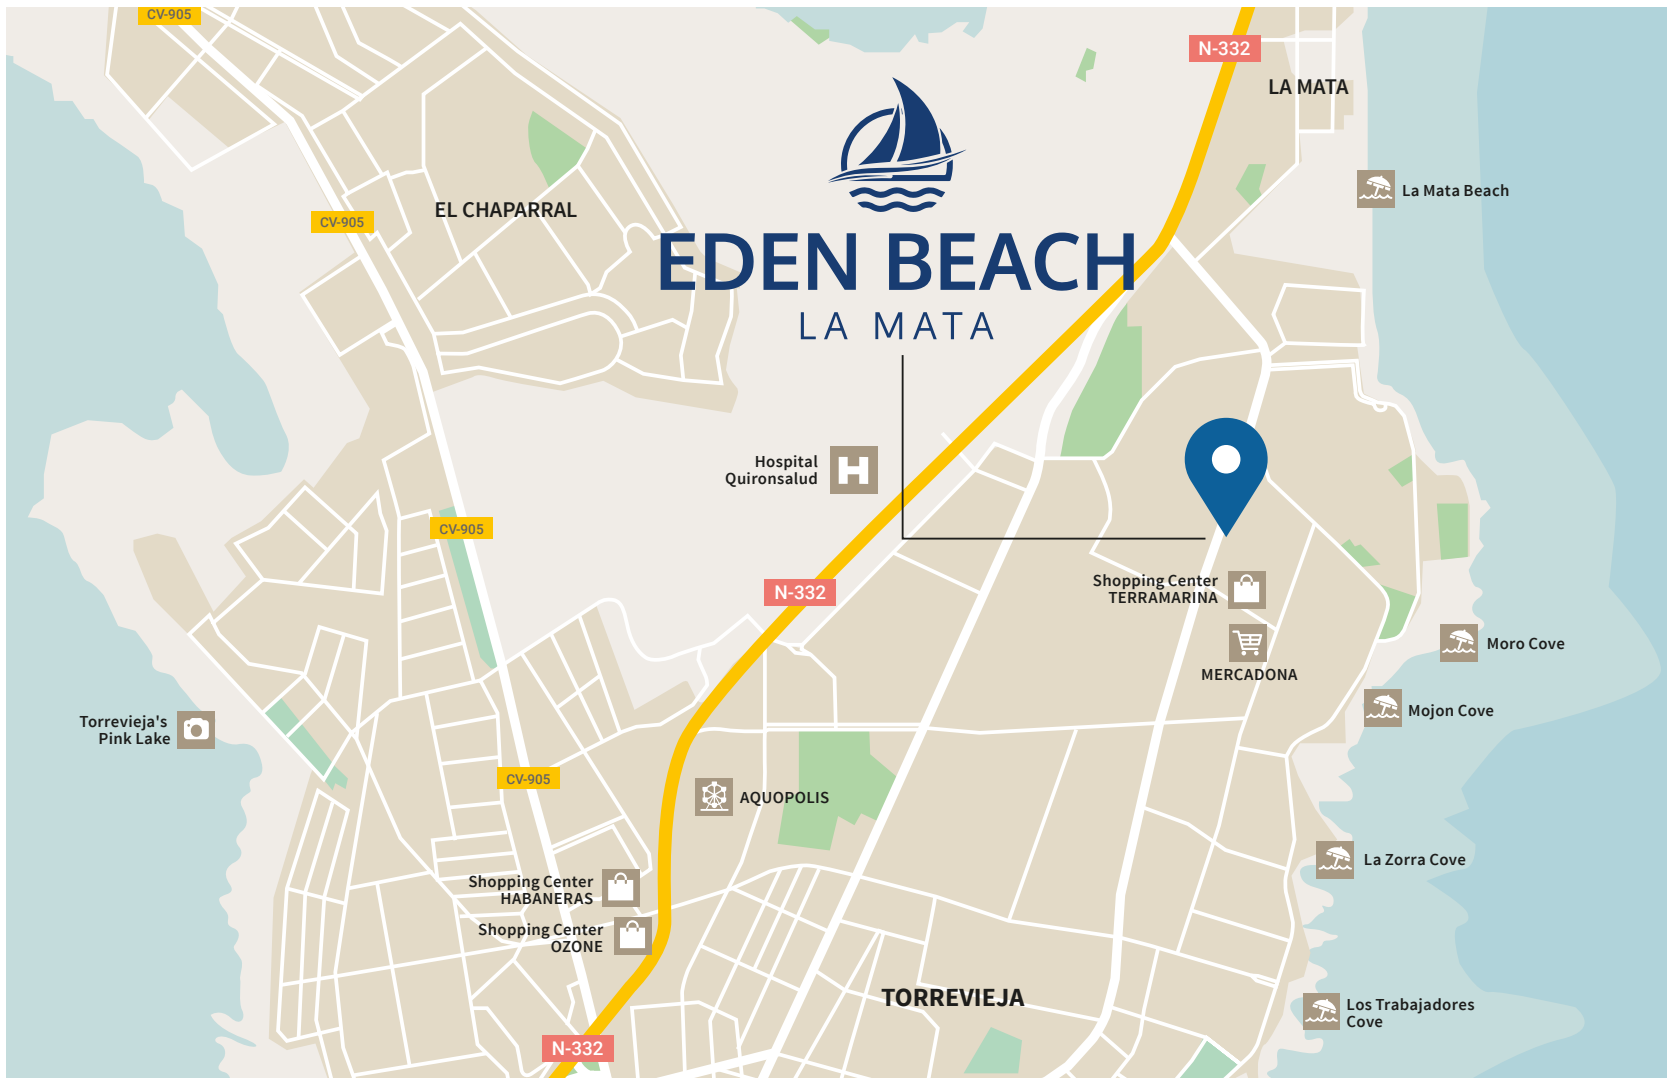 CV-905
N-332
LA MATA
La Mata Beach
EL CHAPARRAL
CV-905
EDEN BEACH
LA MATA
Hospital
Quironsalud
CV-905
N-332
Shopping Center
TERRAMARINA
MERCADONA
Moro Cove
Mojon Cove
Torrevieja's
Pink Lake
CV-905
AQUOPOLIS
La Zorra Cove
Shopping Center
HABANERAS
Shopping Center
OZONE
TORREVIEJA
Los Trabajadores
Cove
N-332